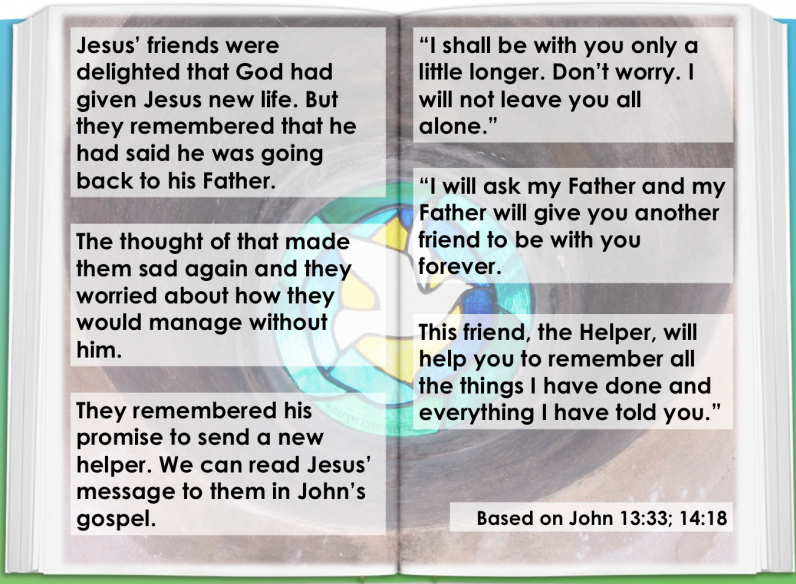 Jesus’ friends were
delighted that God had
given Jesus new life. But
they remembered that he
had said he was going
back to his Father.
The thought of that made
them sad again and they
worried about how they
would manage without
him.
They remembered his
promise to send a new
helper. We can read Jesus’
message to them in John’s
gospel.
“I shall be with you only a
little longer. Don’t worry. I
will not leave you all
alone.”
“I will ask my Father and my
Father will give you another
friend to be with you
forever.
This friend, the Helper, will
help you to remember all
the things I have done and
everything I have told you.”
Based on John 13:33; 14:18